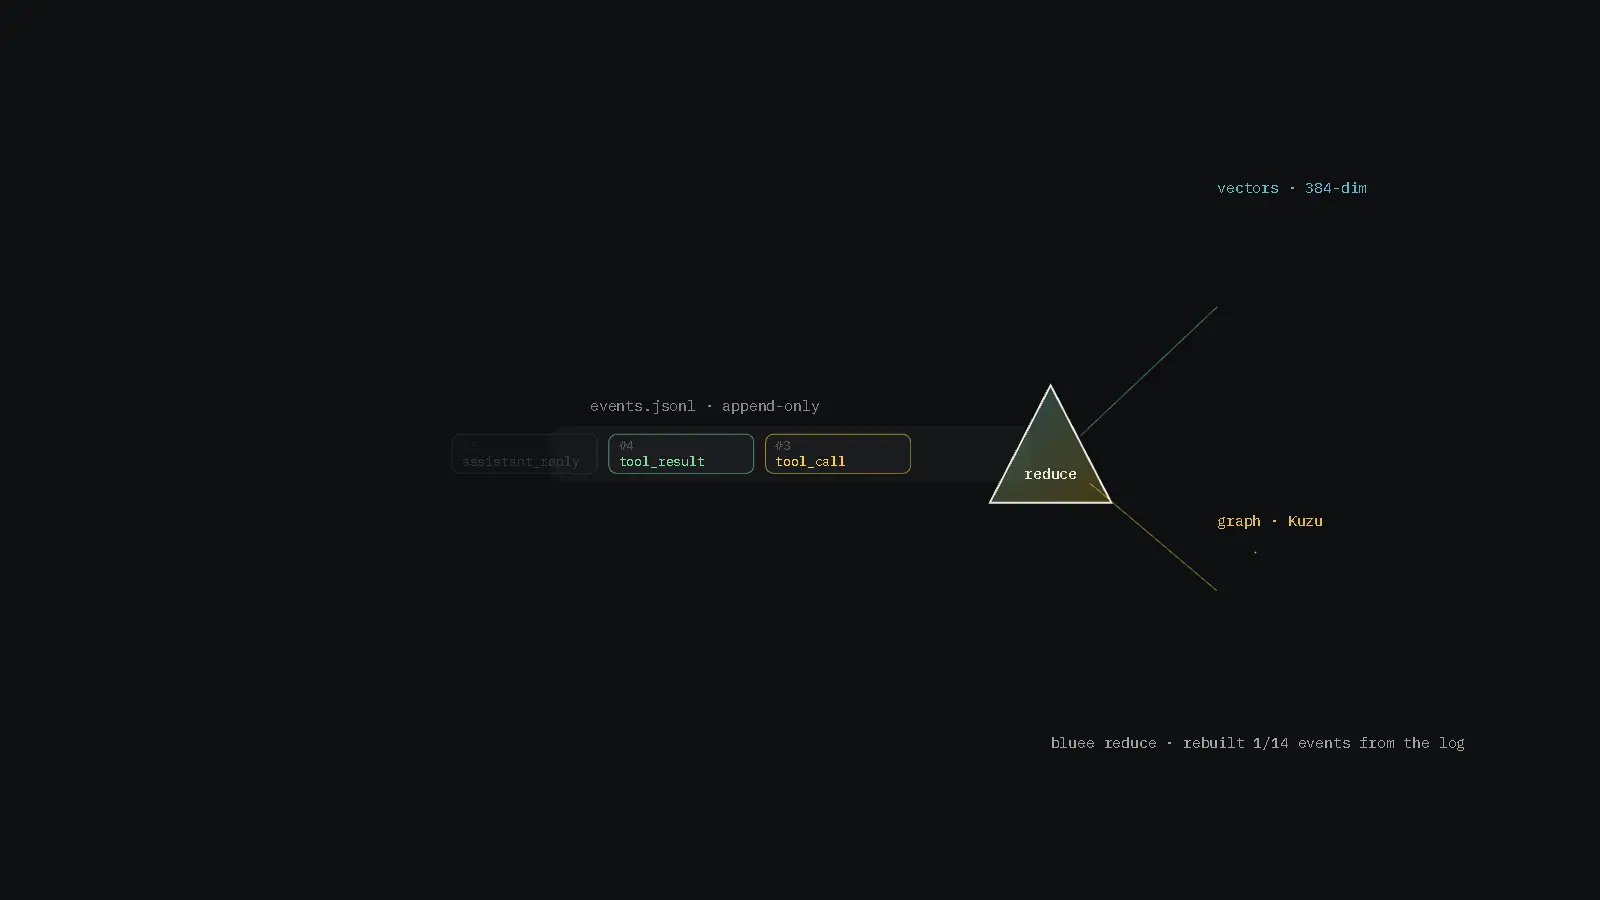 vectors · 384-dim
events.jsonl · append-only
assistant_reply
#4
tool_result
#3
tool_call
reduce
graph · Kuzu
bluee reduce · rebuilt 1/14 events from the log